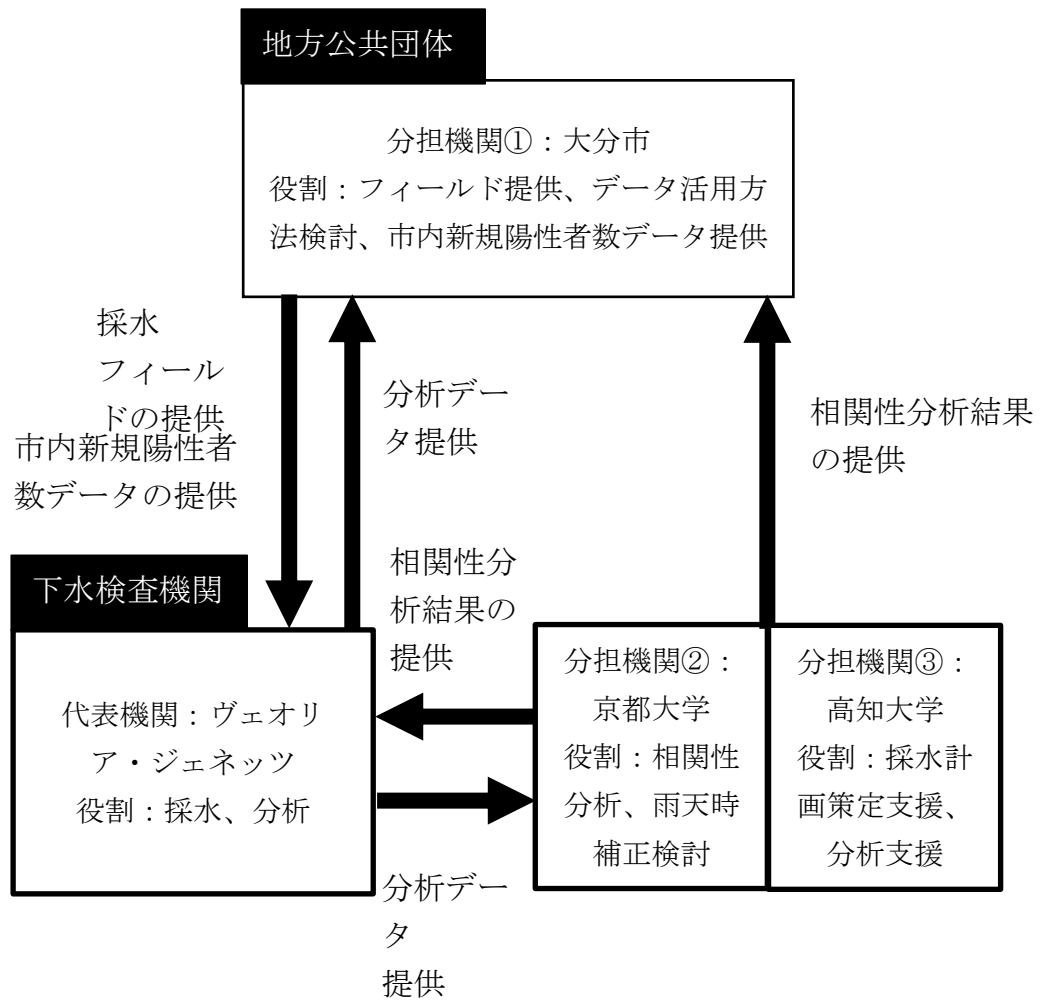 地方公共団体
分担機関①：大分市
役割：フィールド提供、データ活用方
法検討、市内新規陽性者数データ提供
採水
フィール
ドの提供
市内新規陽性者
数データの提供
分析デー
タ提供
相関性分析結果
の提供
相関性分
析結果の
提供
下水検査機関
代表機関：ヴェオリ
ア・ジェネッツ
役割：採水、分析
分担機関②：
京都大学
役割：相関性
分析、雨天時
補正検討
分担機関③：
高知大学
役割：採水計
画策定支援、
分析支援
分析デー
タ
提供